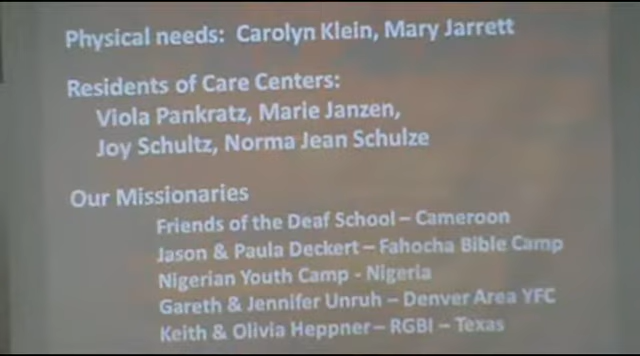 Physical needs: Carolyn Klein, Mary Jarrett
Residents of Care Centers:
Viola Pankratz, Marie Janzen,
Joy Schultz, Norma Jean Schulze
Our Missionaries
Friends of the Deaf School – Cameroon
Jason & Paula Deckert – Fahocha Bible Camp
Nigerian Youth Camp - Nigeria
Gareth & Jennifer Unruh – Denver Area YFC
Keith & Olivia Heppner – RGBI – Texas